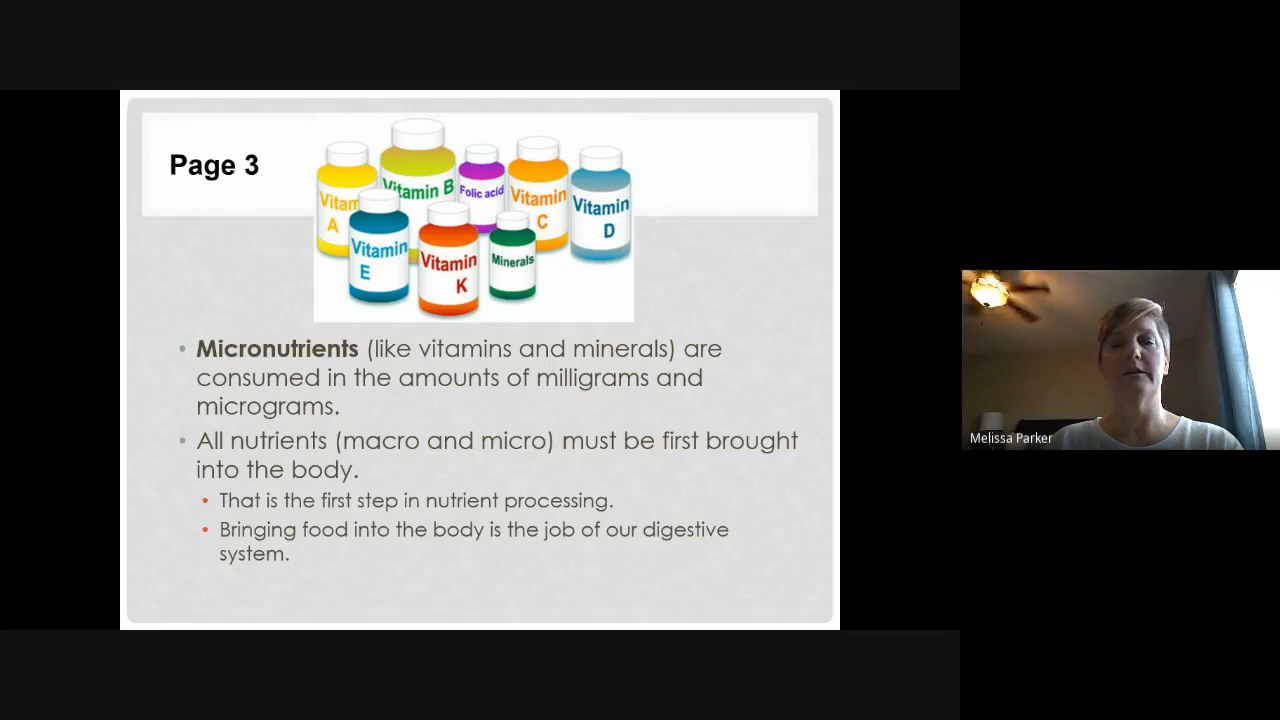 Page 3
Vitam
A
Vitamin B
Folic acid
Vitamin
C
Vitamin
D
Vitamin
E
Vitamin
K
Minerals
• Micronutrients (like vitamins and minerals) are
consumed in the amounts of milligrams and
micrograms.
• All nutrients (macro and micro) must be first brought
into the body.
• That is the first step in nutrient processing.
• Bringing food into the body is the job of our digestive
system.
Melissa Parker